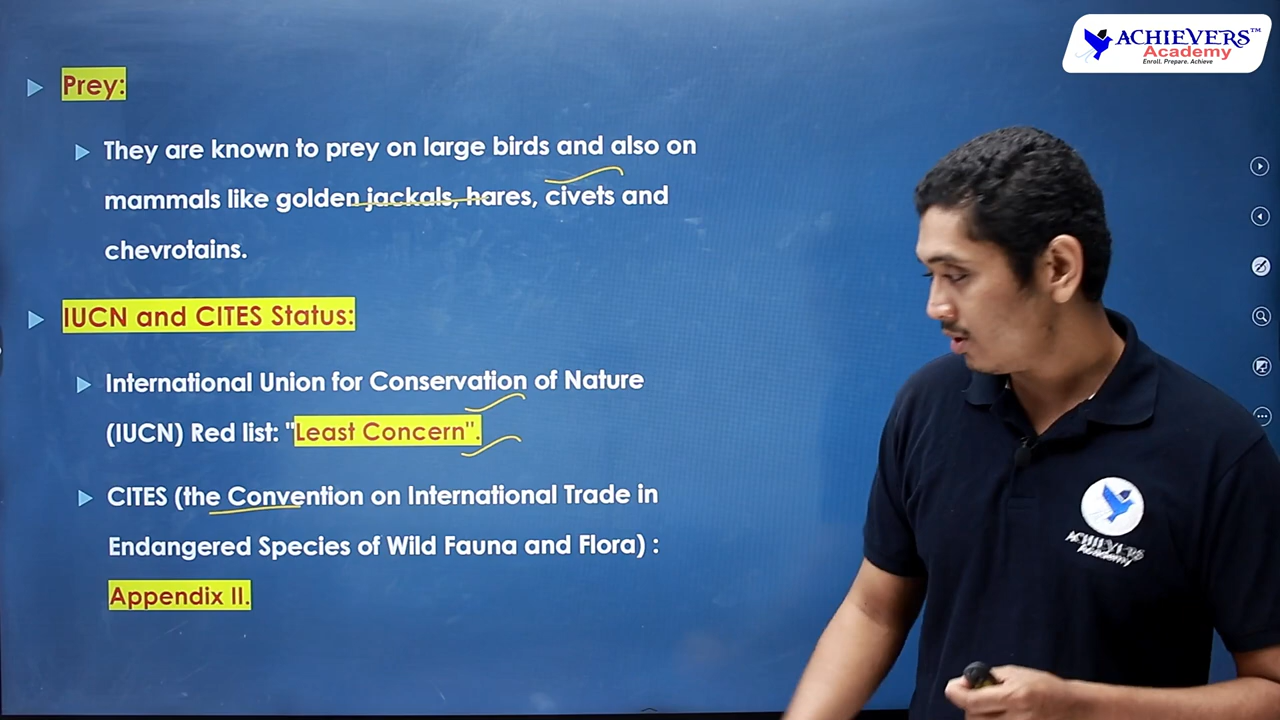 ACHIEVERS™
Academy
Enroll. Prepare. Achieve
Prey:
They are known to prey on large birds and also on
mammals like golden jackals, hares, civets and
chevrotains.
IUCN and CITES Status:
International Union for Conservation of Nature
(IUCN) Red list: "Least Concern".
CITES (the Convention on International Trade in
Endangered Species of Wild Fauna and Flora) :
Appendix II.
ACHIEVERS
Academy